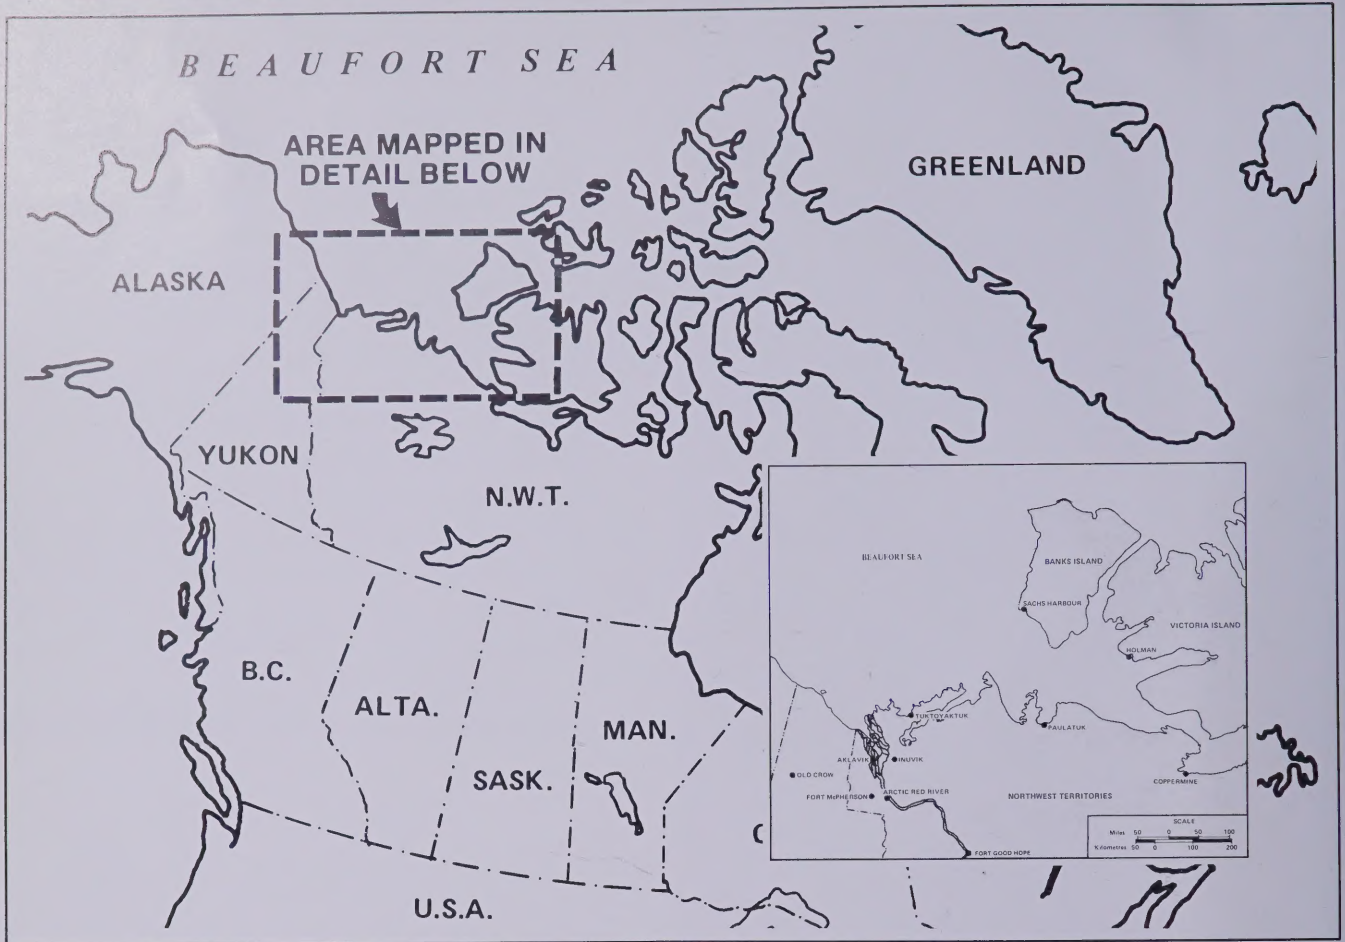 BEAUFORT SEA
AREA MAPPED IN
DETAIL BELOW
GREENLAND
ALASKA
YUKON
N.W.T.
B.C.
ALTA.
SASK.
MAN.
U.S.A.
BEAUFORT SEA
BANKS ISLAND
SACHS HARBOUR
VICTORIA ISLAND
HOLMAN
TUKTOYAKTUK
PAULATUK
AKLAVIK
INUVIK
OLD CROW
COPPERMINE
FORT McPHERSON
ARCTIC RED RIVER
NORTHWEST TERRITORIES
FORT GOOD HOPE
SCALE
Miles 50 0 50 100
Kilometres 50 0 100 200